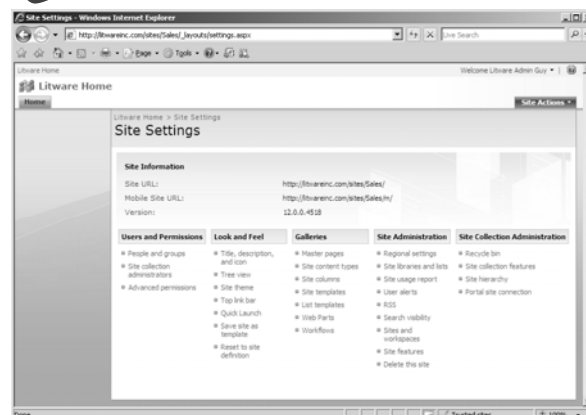 Site Settings - Windows Internet Explorer
http://litwareinc.com/sites/Sales/_layouts/settings.aspx
Live Search
Page
Tools
Litware Home
Welcome Litware Admin Guy
Litware Home
Home
Site Actions
Litware Home > Site Settings
Site Settings
Site Information
Site URL: http://litwareinc.com/sites/Sales/
Mobile Site URL: http://litwareinc.com/sites/Sales/m/
Version: 12.0.0.4518
Users and Permissions
People and groups
Site collection
administrators
Advanced permissions
Look and Feel
Title, description,
and icon
Tree view
Site theme
Top link bar
Quick Launch
Save site as
template
Reset to site
definition
Galleries
Master pages
Site content types
Site columns
Site templates
List templates
Web Parts
Workflows
Site Administration
Regional settings
Site libraries and lists
Site usage report
User alerts
RSS
Search visibility
Sites and
workspaces
Site features
Delete this site
Site Collection Administration
Recycle bin
Site collection features
Site hierarchy
Portal site connection
Done
Trusted sites
100%